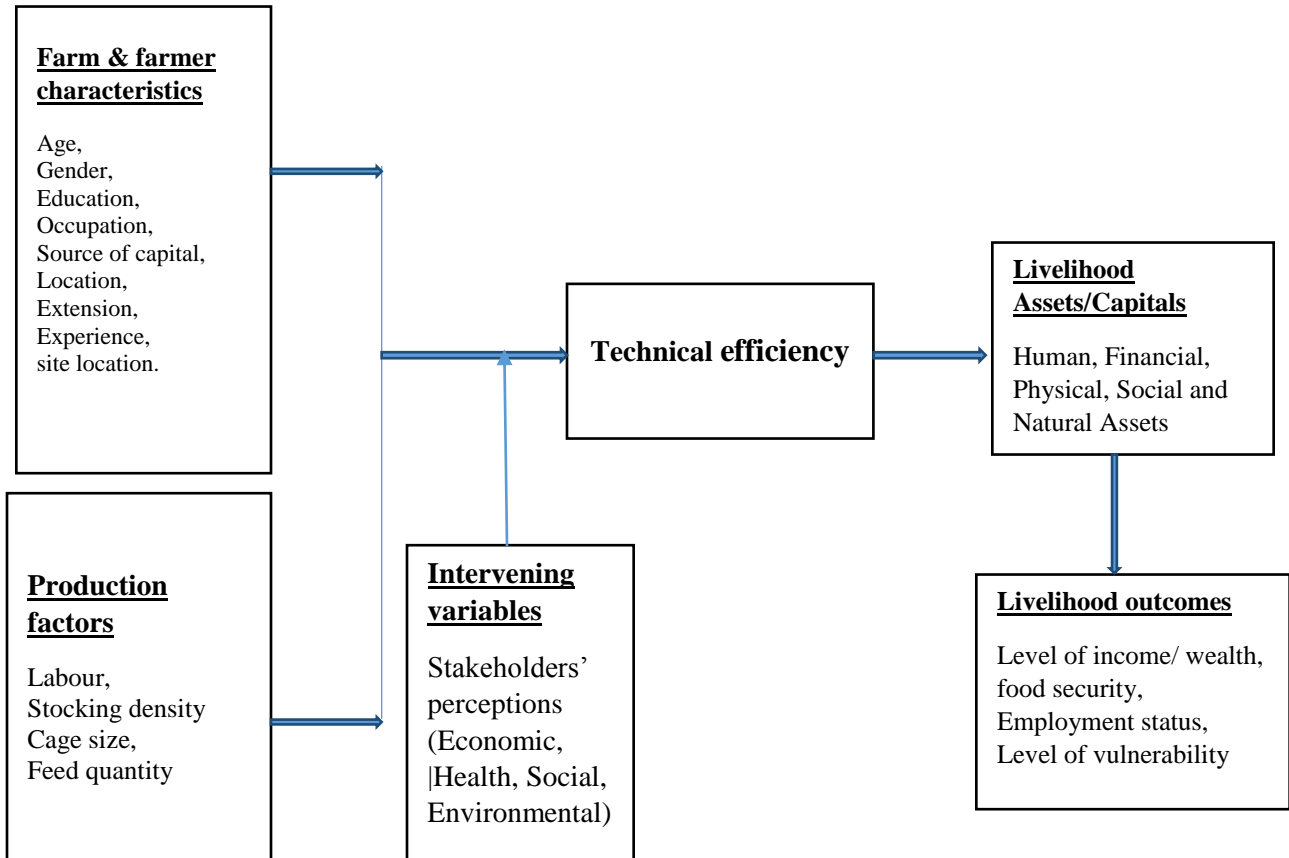 Farm & farmer
characteristics
Age,
Gender,
Education,
Occupation,
Source of capital,
Location,
Extension,
Experience,
site location.
Production
factors
Labour,
Stocking density
Cage size,
Feed quantity
Intervening
variables
Stakeholders’
perceptions
(Economic,
|Health, Social,
Environmental)
Technical efficiency
Livelihood
Assets/Capitals
Human, Financial,
Physical, Social and
Natural Assets
Livelihood outcomes
Level of income/ wealth,
food security,
Employment status,
Level of vulnerability